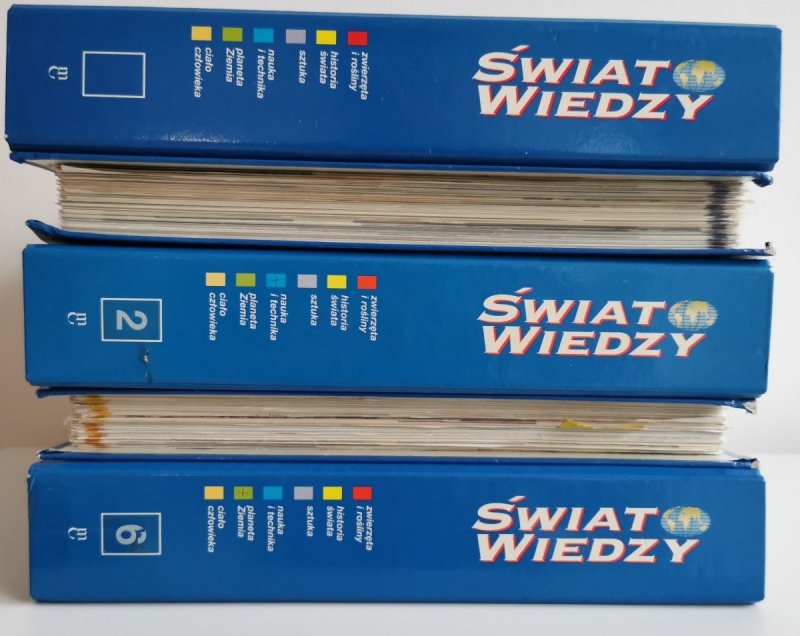 ŚWIAT
WIEDZY
zwierzęta
i rośliny
historia
świata
sztuka
nauka
i technika
planeta
Ziemia
ciało
człowieka
ŚWIAT
WIEDZY
zwierzęta
i rośliny
historia
świata
sztuka
nauka
i technika
planeta
Ziemia
ciało
człowieka
2
ŚWIAT
WIEDZY
zwierzęta
i rośliny
historia
świata
sztuka
nauka
i technika
planeta
Ziemia
ciało
człowieka
6